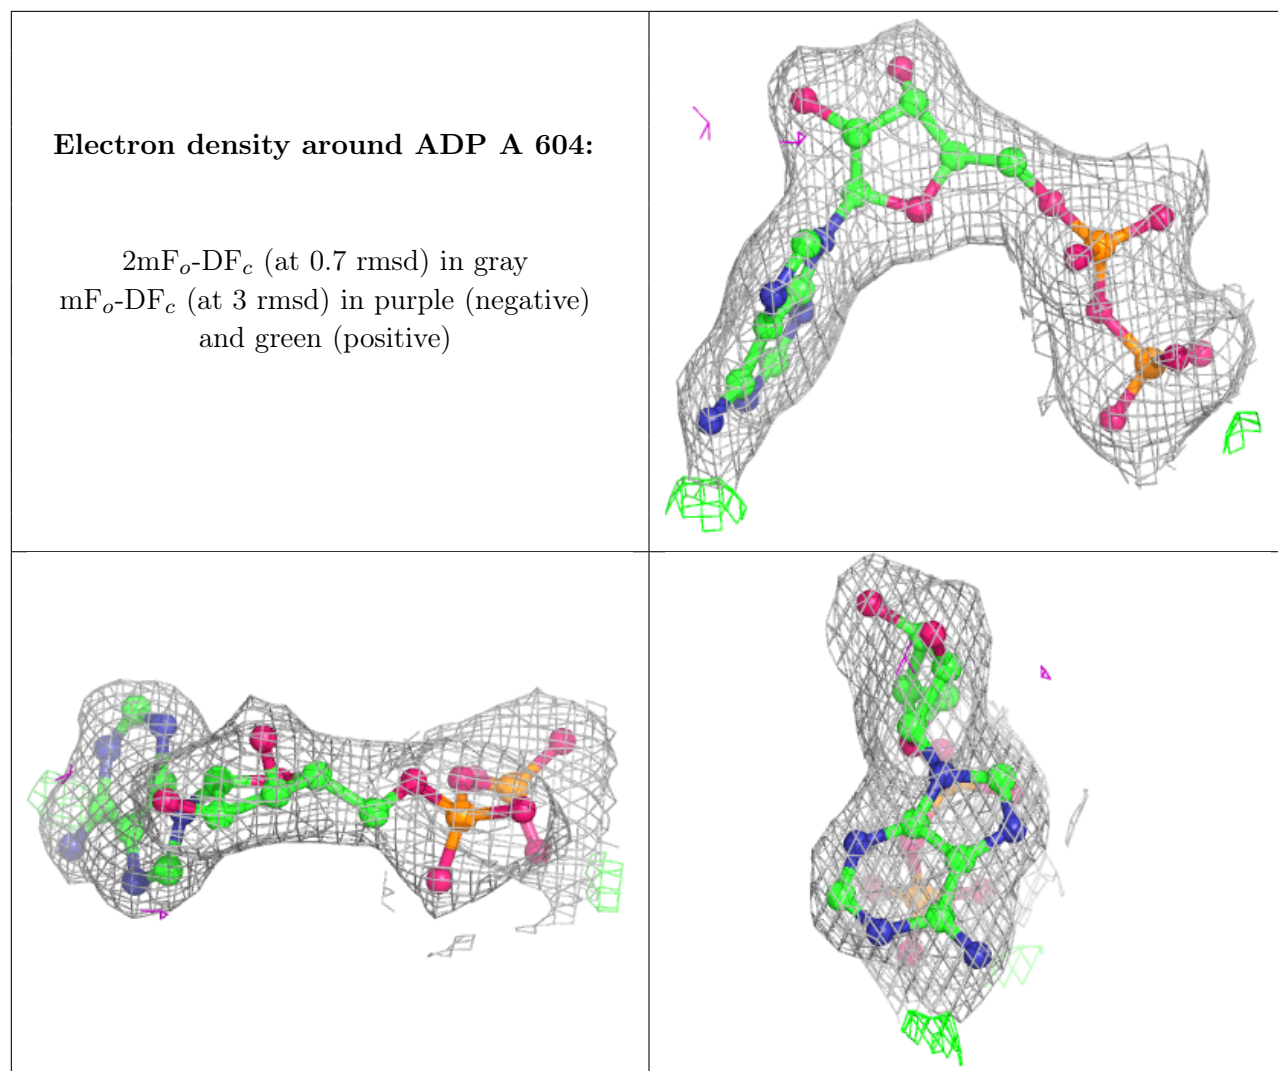 Electron density around ADP A 604:
2mFₒ-DF𝒸 (at 0.7 rmsd) in gray
mFₒ-DF𝒸 (at 3 rmsd) in purple (negative)
and green (positive)